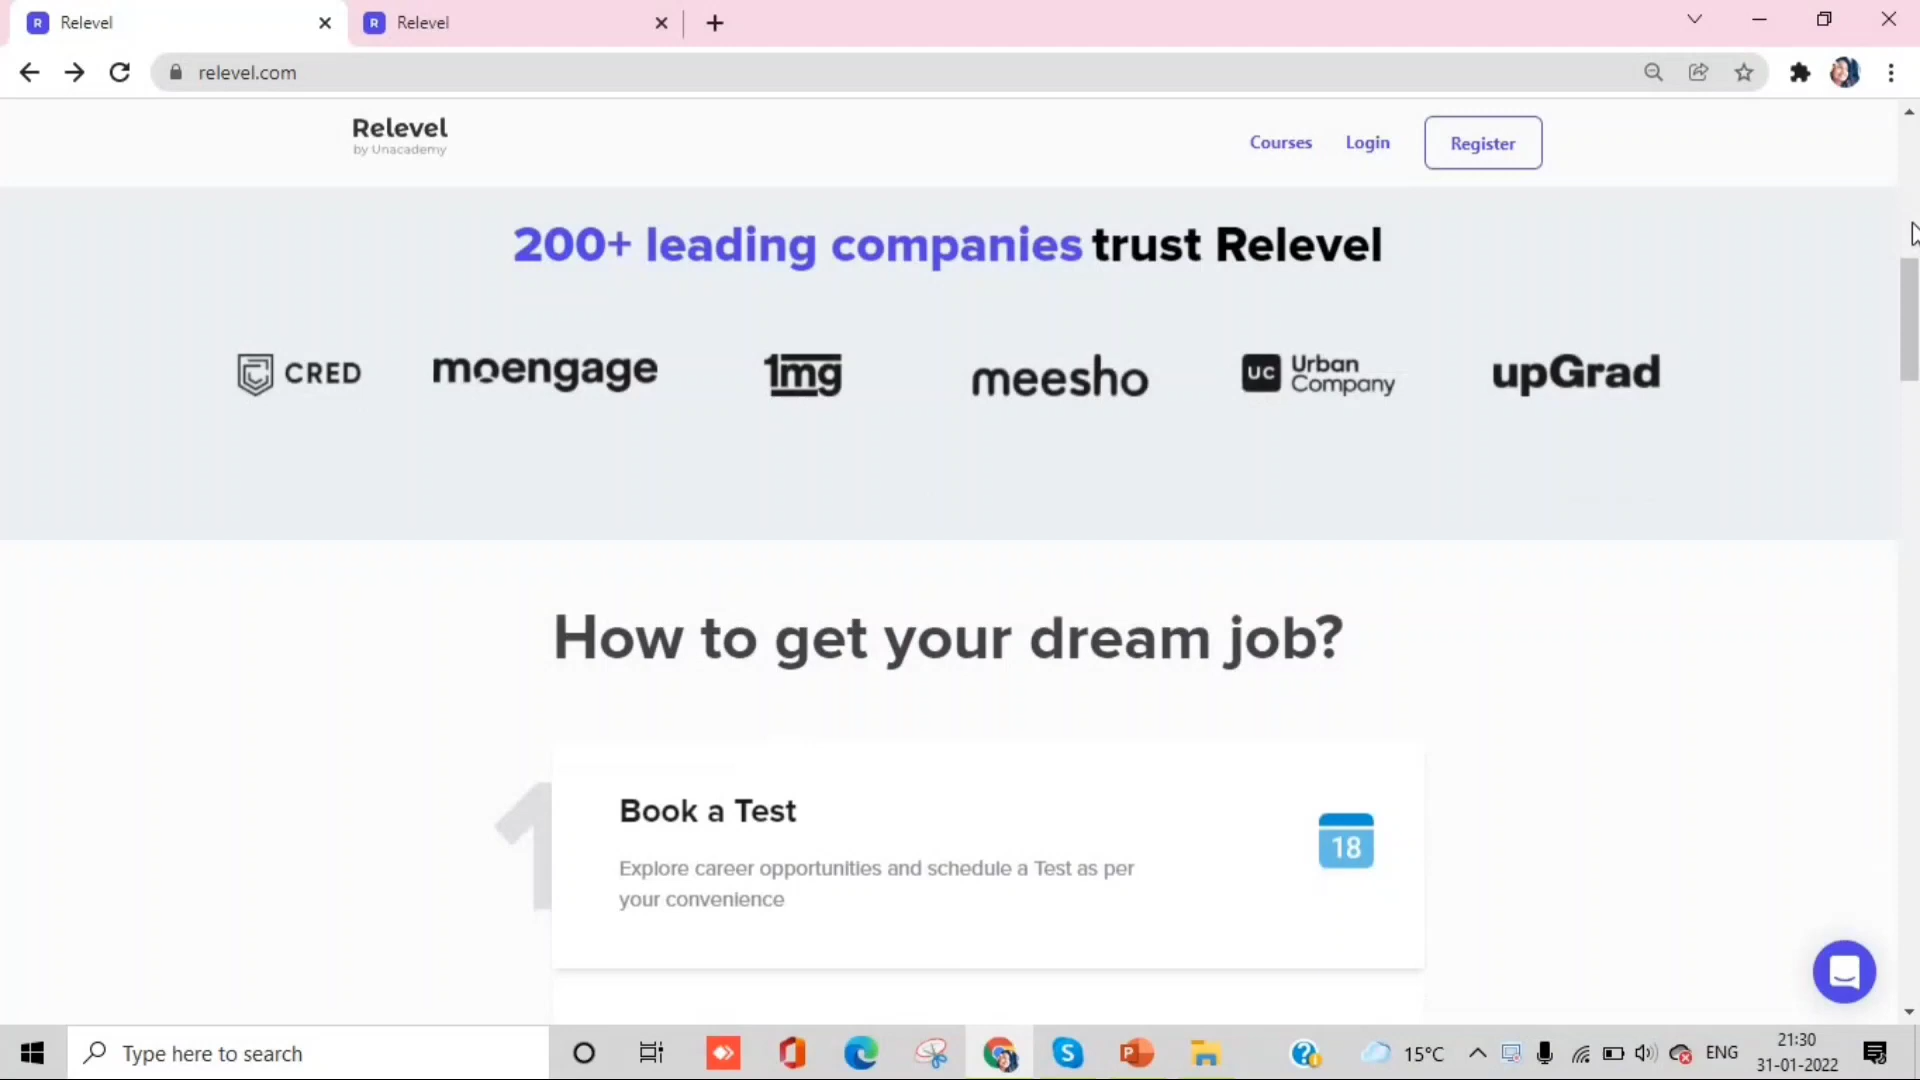 Relevel
Relevel
relevel.com
Relevel
by Unacademy
Courses
Login
Register
200+ leading companies trust Relevel
CRED
moengage
1mg
meesho
UC Urban
Company
upGrad
How to get your dream job?
1
Book a Test
18
Explore career opportunities and schedule a Test as per
your convenience
Type here to search
15°C
ENG
21:30
31-01-2022